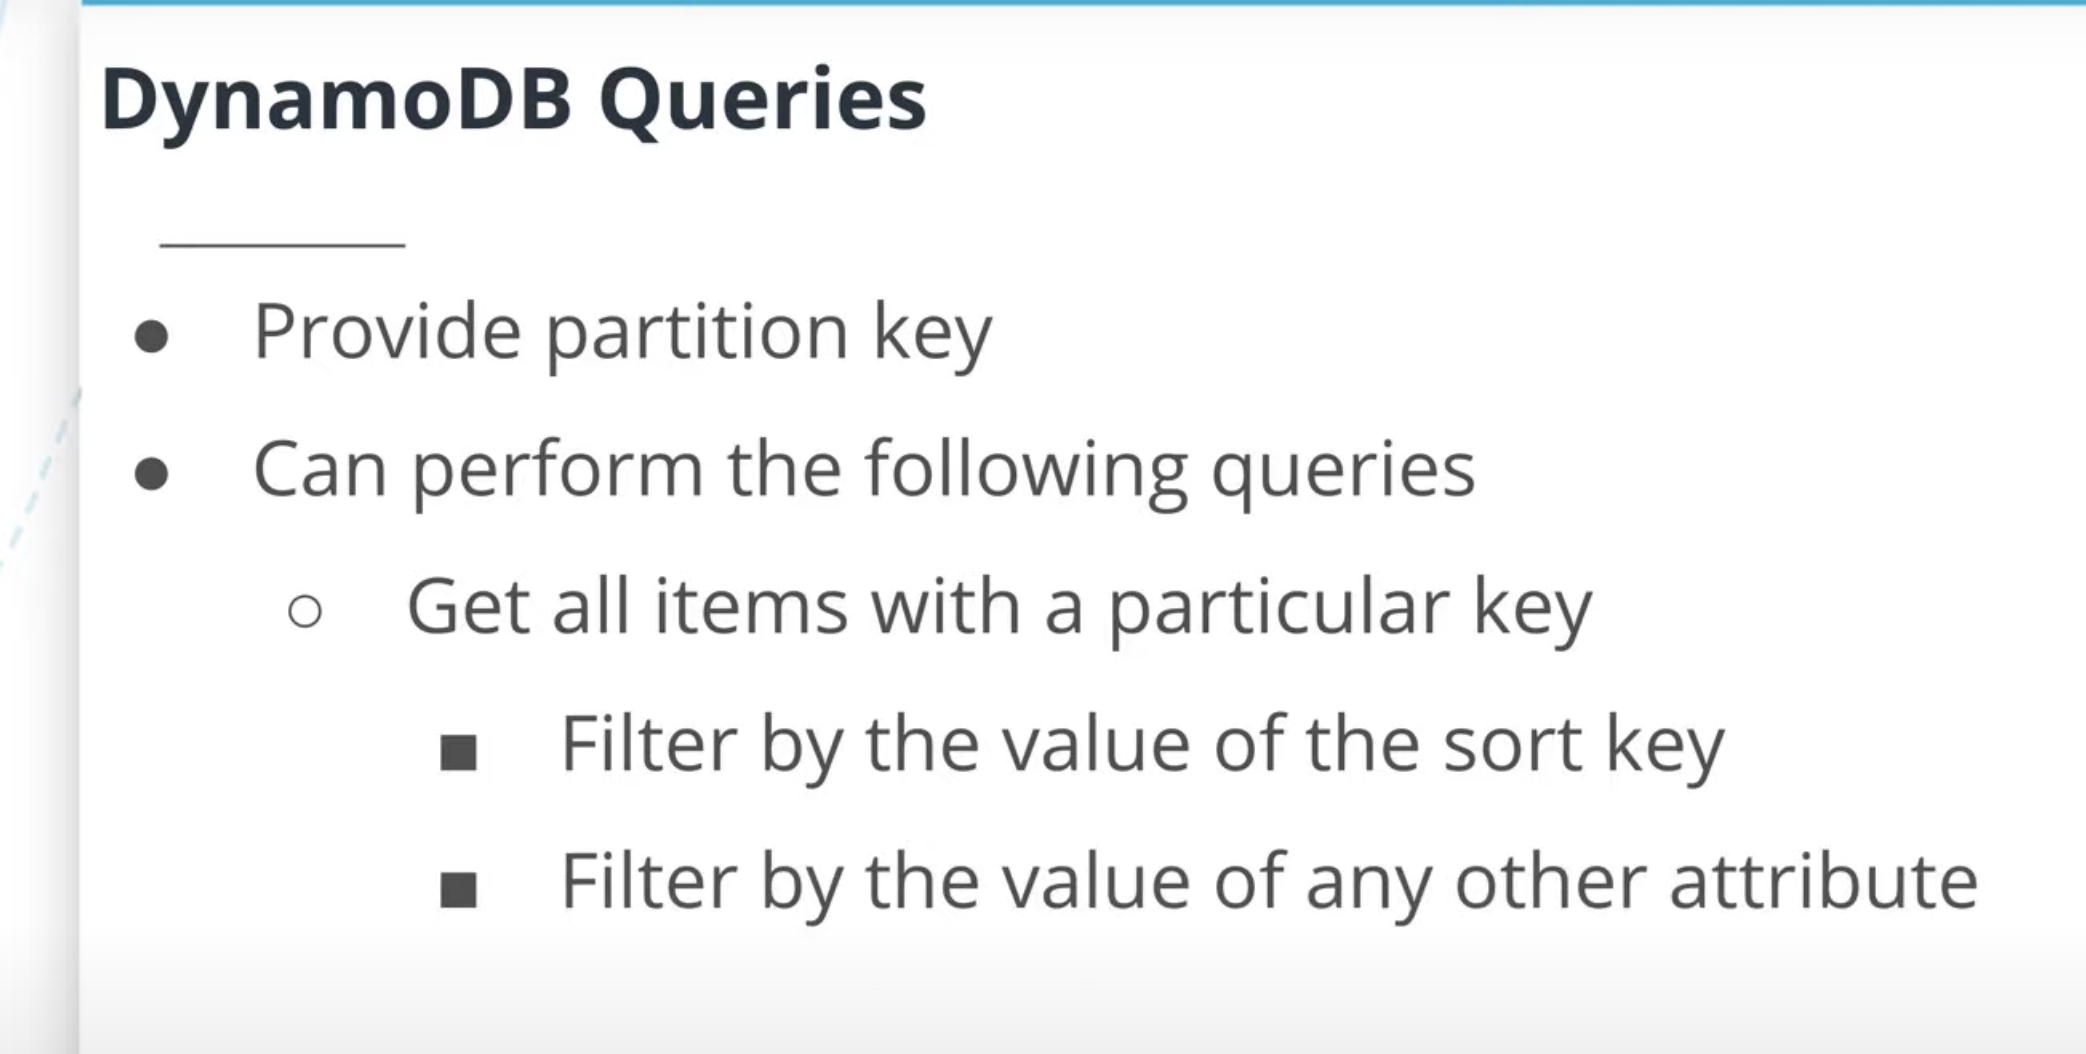 DynamoDB Queries
Provide partition key
Can perform the following queries
Get all items with a particular key
Filter by the value of the sort key
Filter by the value of any other attribute